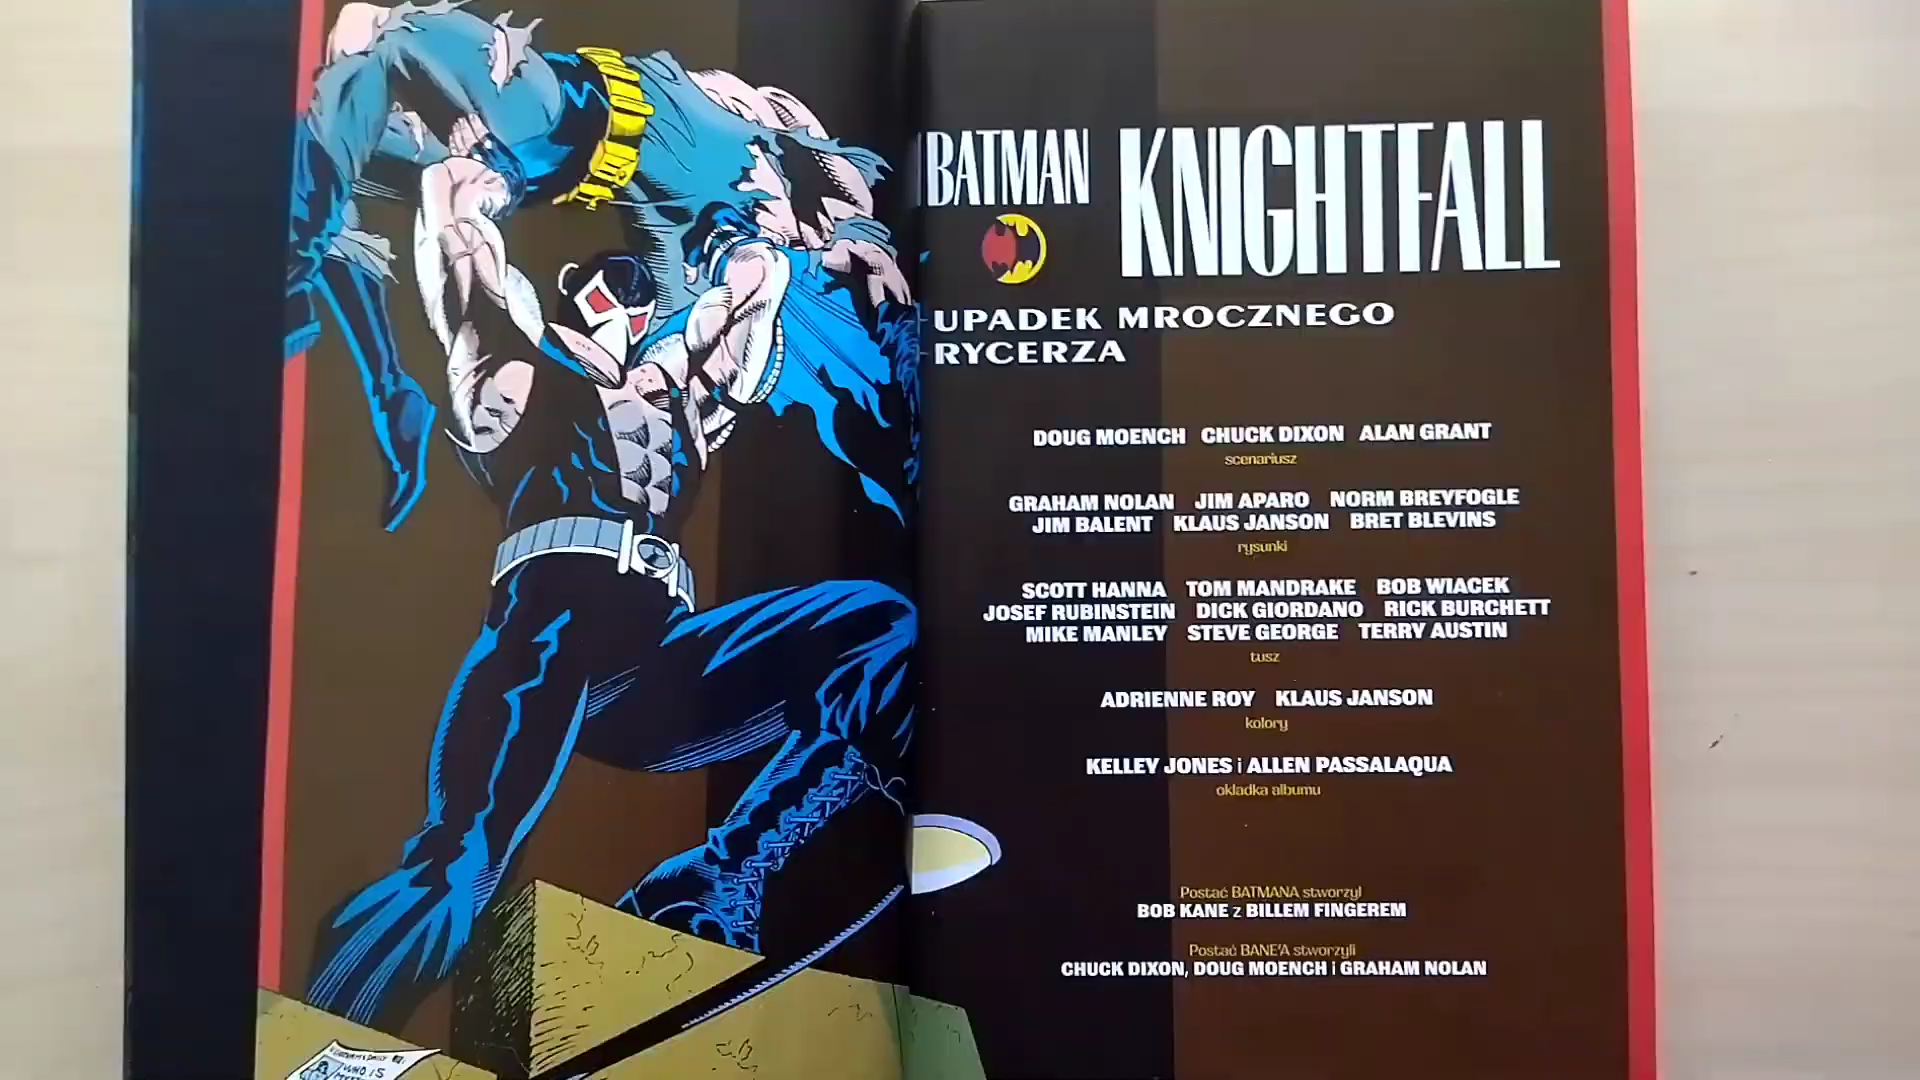 BATMAN KNIGHTFALL
UPADEK MROCZNEGO
RYCERZA
DOUG MOENCH CHUCK DIXON ALAN GRANT
scenariusz
GRAHAM NOLAN JIM APARO NORM BREYFOGLE
JIM BALENT KLAUS JANSON BRET BLEVINS
rysunki
SCOTT HANNA TOM MANDRAKE BOB WIACEK
JOSEF RUBINSTEIN DICK GIORDANO RICK BURCHETT
MIKE MANLEY STEVE GEORGE TERRY AUSTIN
tusz
ADRIENNE ROY KLAUS JANSON
kolory
KELLEY JONES i ALLEN PASSALAQUA
okładka albumu
Postać BATMANA stworzył
BOB KANE z BILLEM FINGEREM
Postać BANE'A stworzyli
CHUCK DIXON, DOUG MOENCH i GRAHAM NOLAN
WHO IS